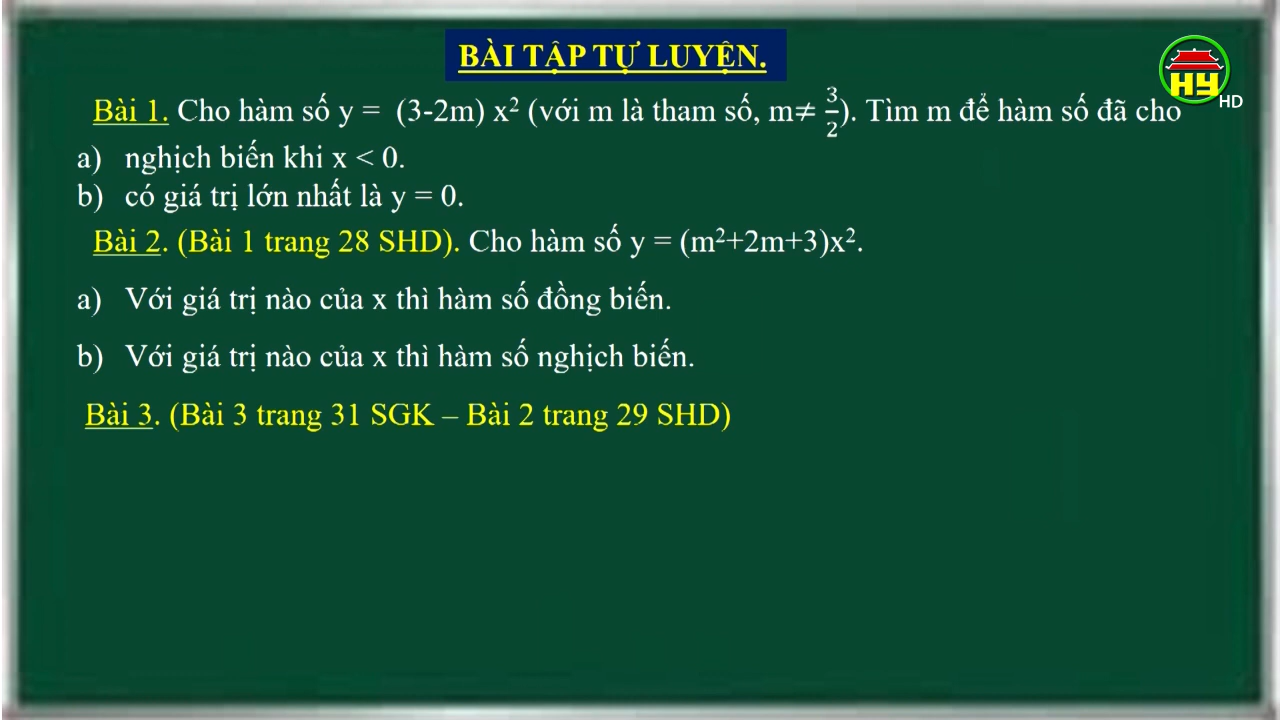 BÀI TẬP TỰ LUYỆN.
HY HD
Bài 1. Cho hàm số y = (3-2m) x² (với m là tham số, m≠ 3/2). Tìm m để hàm số đã cho
a) nghịch biến khi x < 0.
b) có giá trị lớn nhất là y = 0.
Bài 2. (Bài 1 trang 28 SHD). Cho hàm số y = (m²+2m+3)x².
a) Với giá trị nào của x thì hàm số đồng biến.
b) Với giá trị nào của x thì hàm số nghịch biến.
Bài 3. (Bài 3 trang 31 SGK – Bài 2 trang 29 SHD)